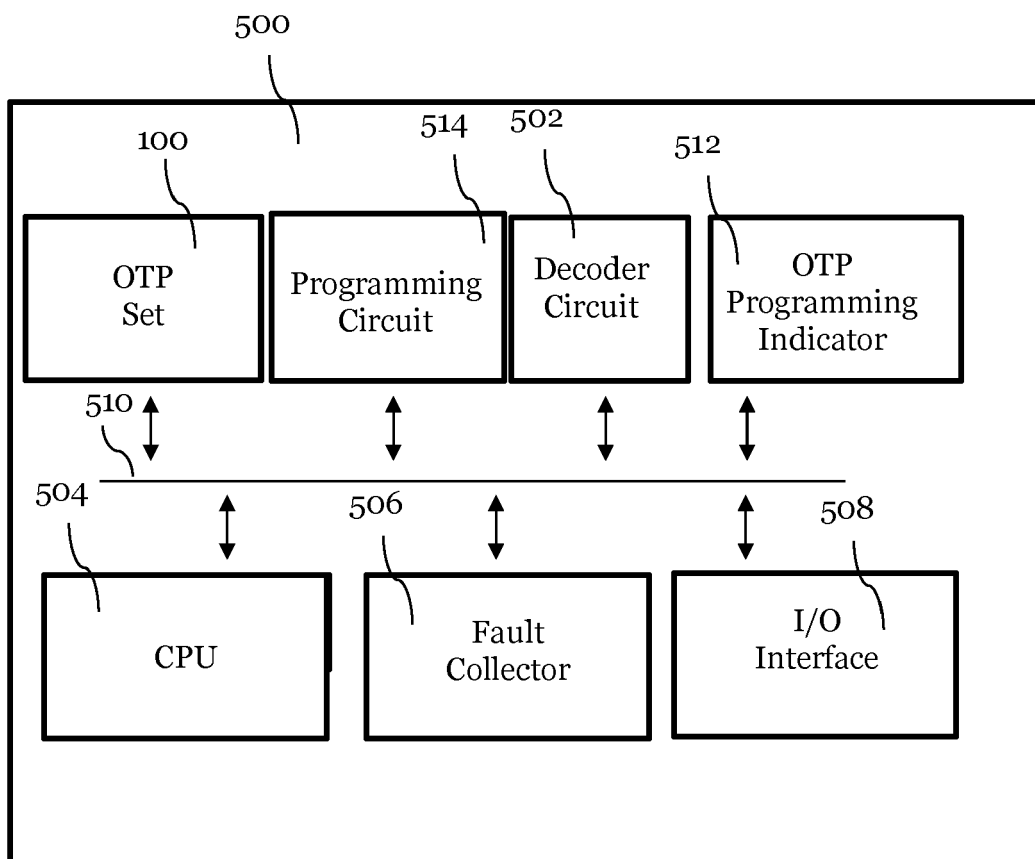 500
100
514
502
512
OTP
Set
Programming
Circuit
Decoder
Circuit
OTP
Programming
Indicator
510
504
506
508
CPU
Fault
Collector
I/O
Interface